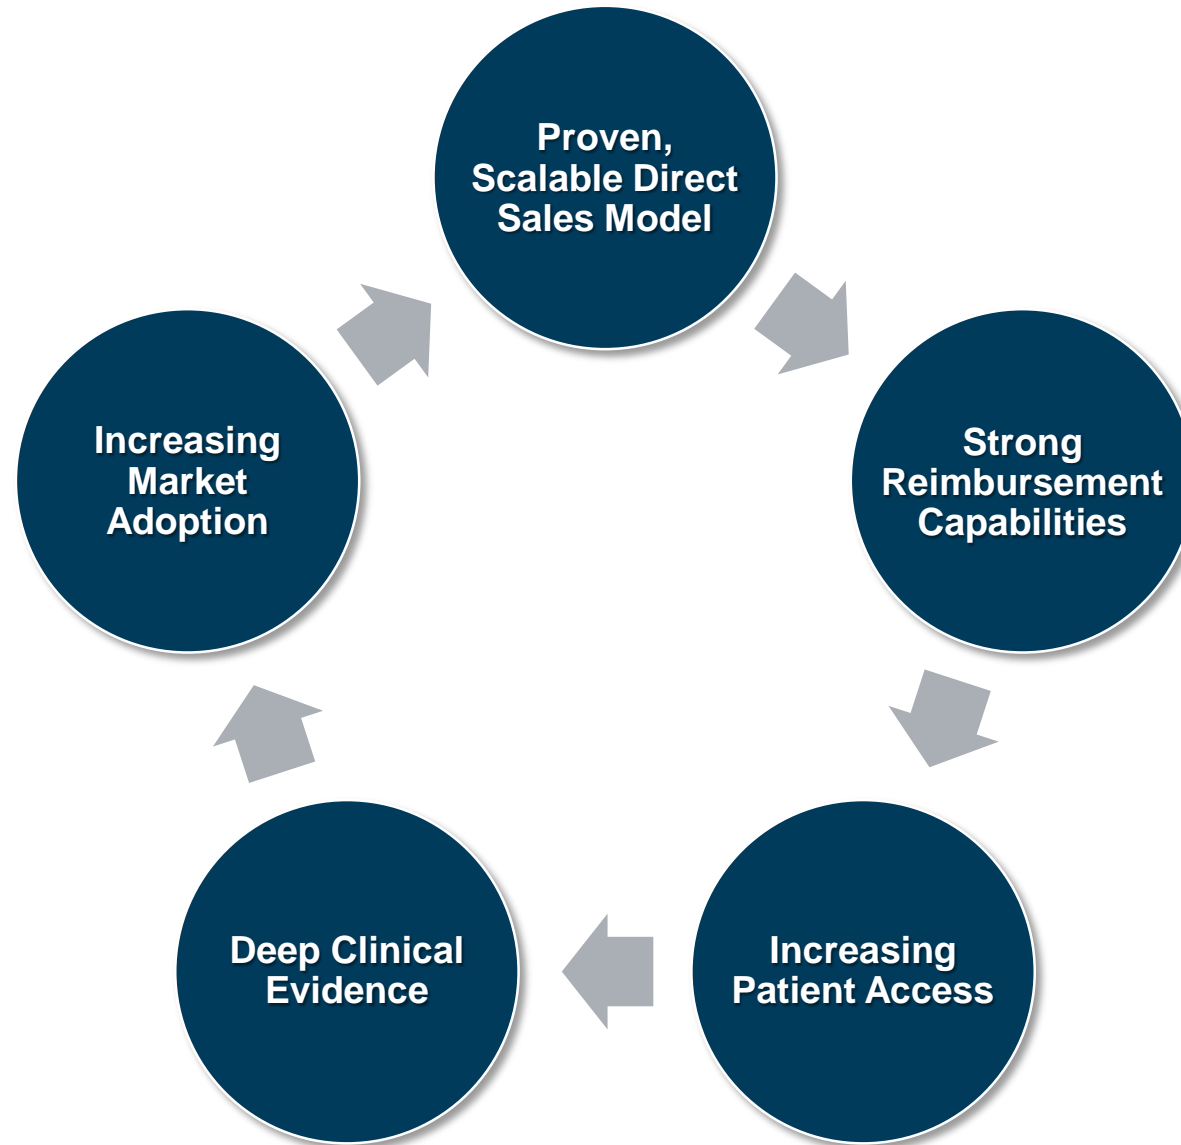 Proven,
Scalable Direct
Sales Model
Strong
Reimbursement
Capabilities
Increasing
Patient Access
Deep Clinical
Evidence
Increasing
Market
Adoption